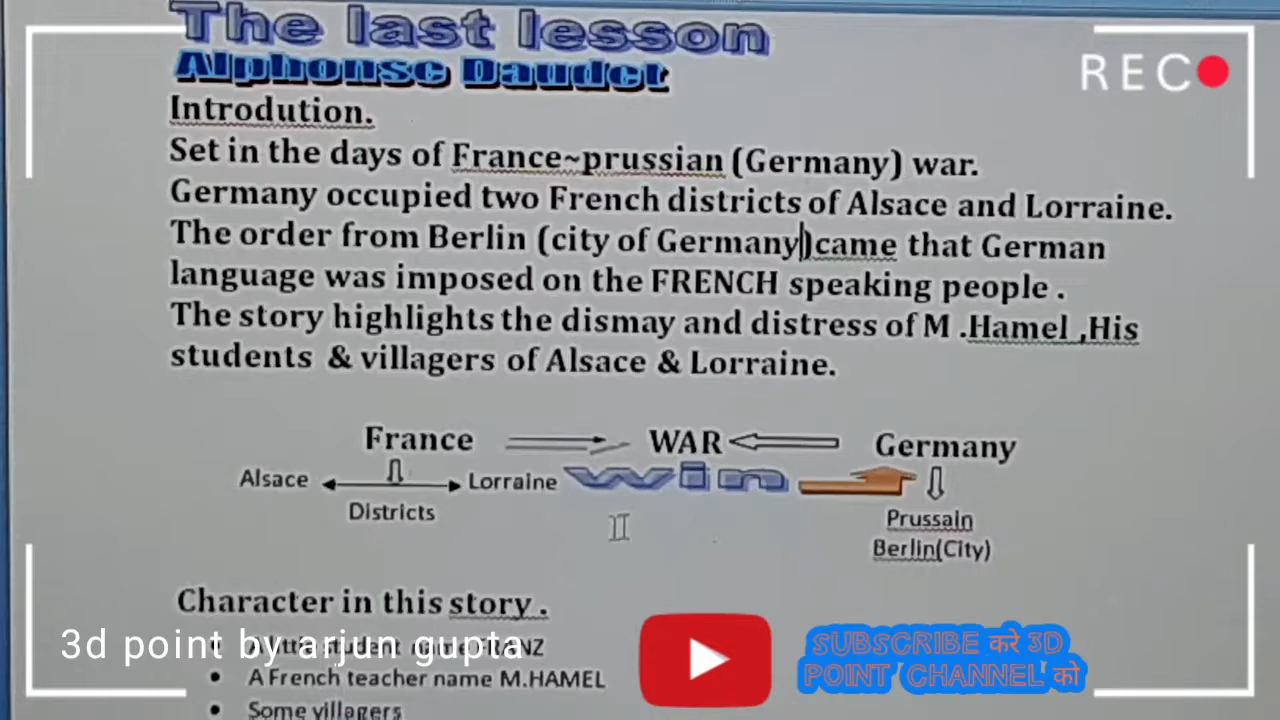 The last lesson
Alphonse Daudet
REC
Introdution.
Set in the days of France~prussian (Germany) war.
Germany occupied two French districts of Alsace and Lorraine.
The order from Berlin (city of Germany)came that German
language was imposed on the FRENCH speaking people .
The story highlights the dismay and distress of M .Hamel ,His
students & villagers of Alsace & Lorraine.
France WAR Germany
Alsace Lorraine win
Districts Prussain
Berlin(City)
Character in this story .
A little student name FRANZ
3d point by arjun gupta
A French teacher name M.HAMEL
Some villagers
SUBSCRIBE करे 3D
POINT CHANNEL को